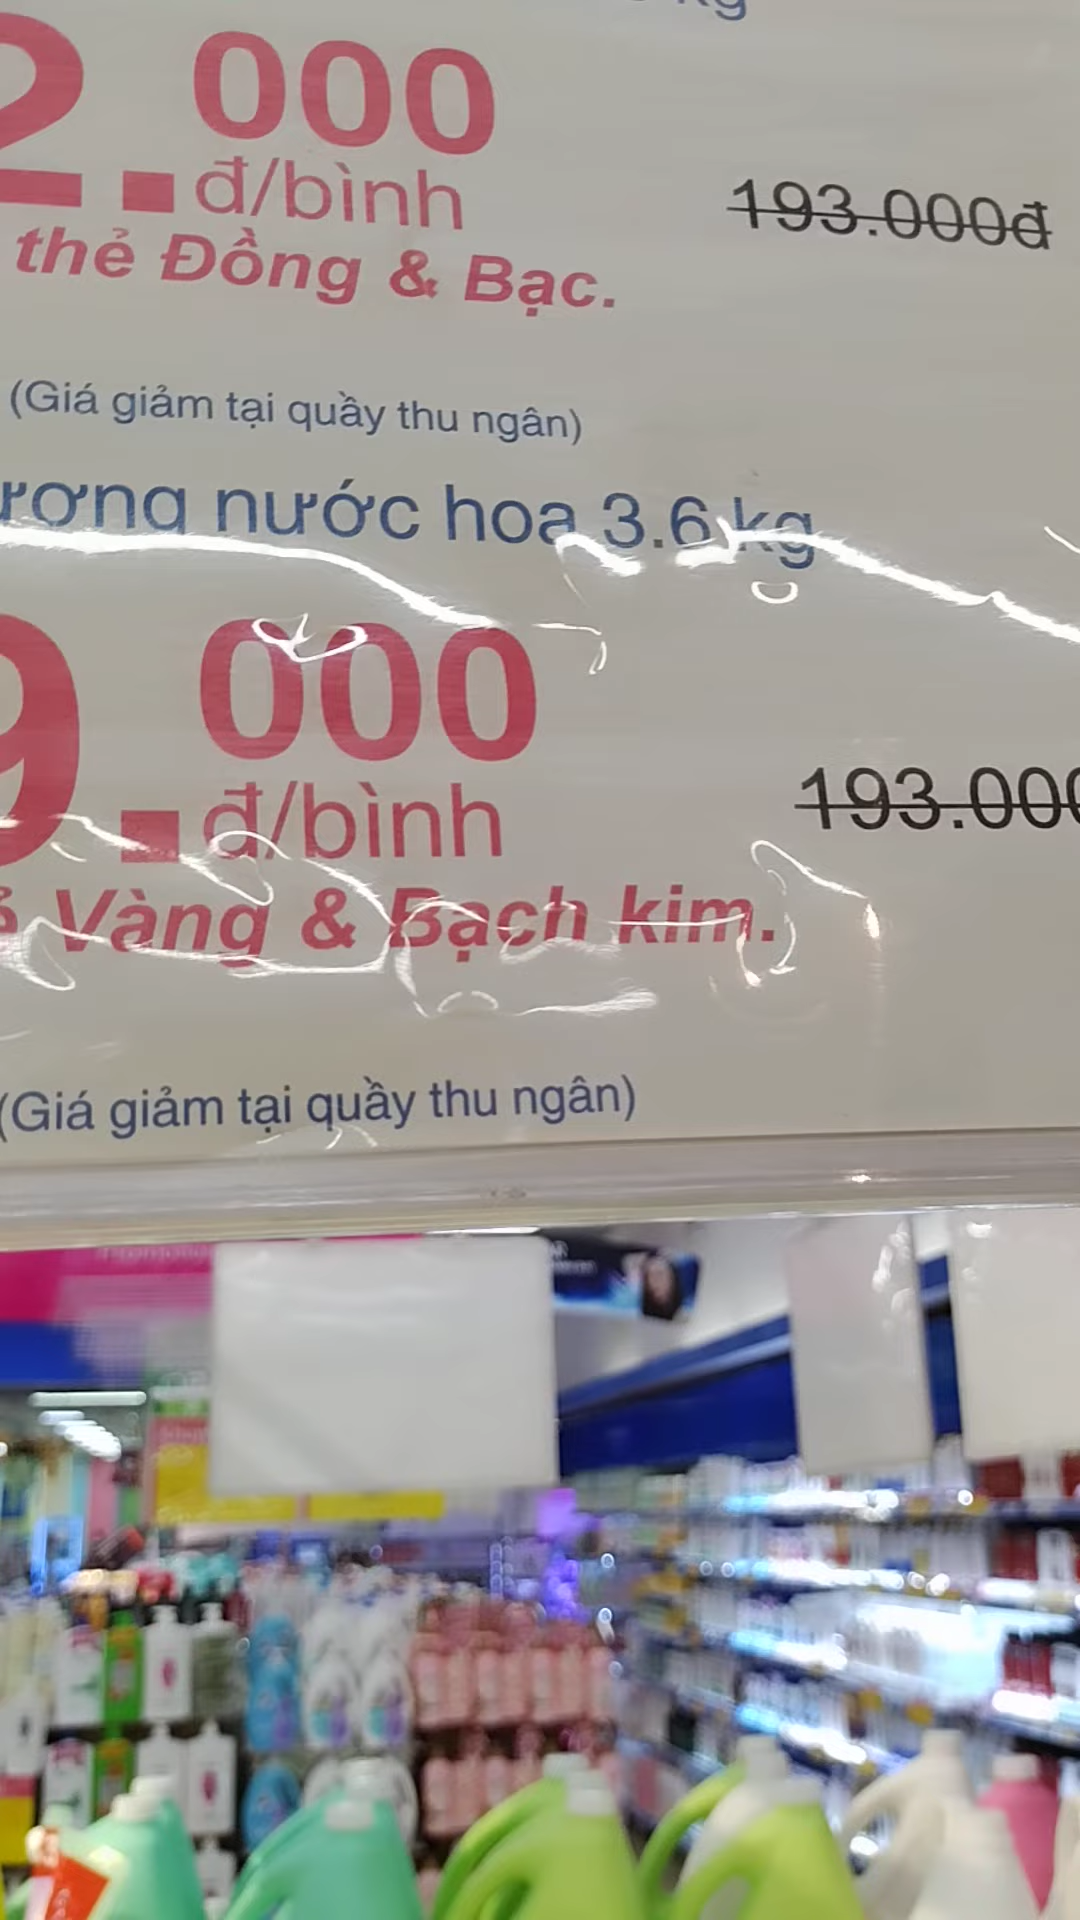 2.000
đ/bình
193.000đ
thẻ Đồng & Bạc.
(Giá giảm tại quầy thu ngân)
ương nước hoa 3.6 kg
9.000
đ/bình
193.000
Vàng & Bạch kim.
(Giá giảm tại quầy thu ngân)